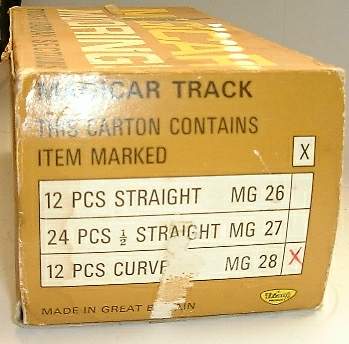 TRACK
THIS CARTON CONTAINS
ITEM MARKED X
12 PCS STRAIGHT MG 26
24 PCS ½ STRAIGHT MG 27
12 PCS CURVE MG 28 X
MADE IN GREAT BRITAIN